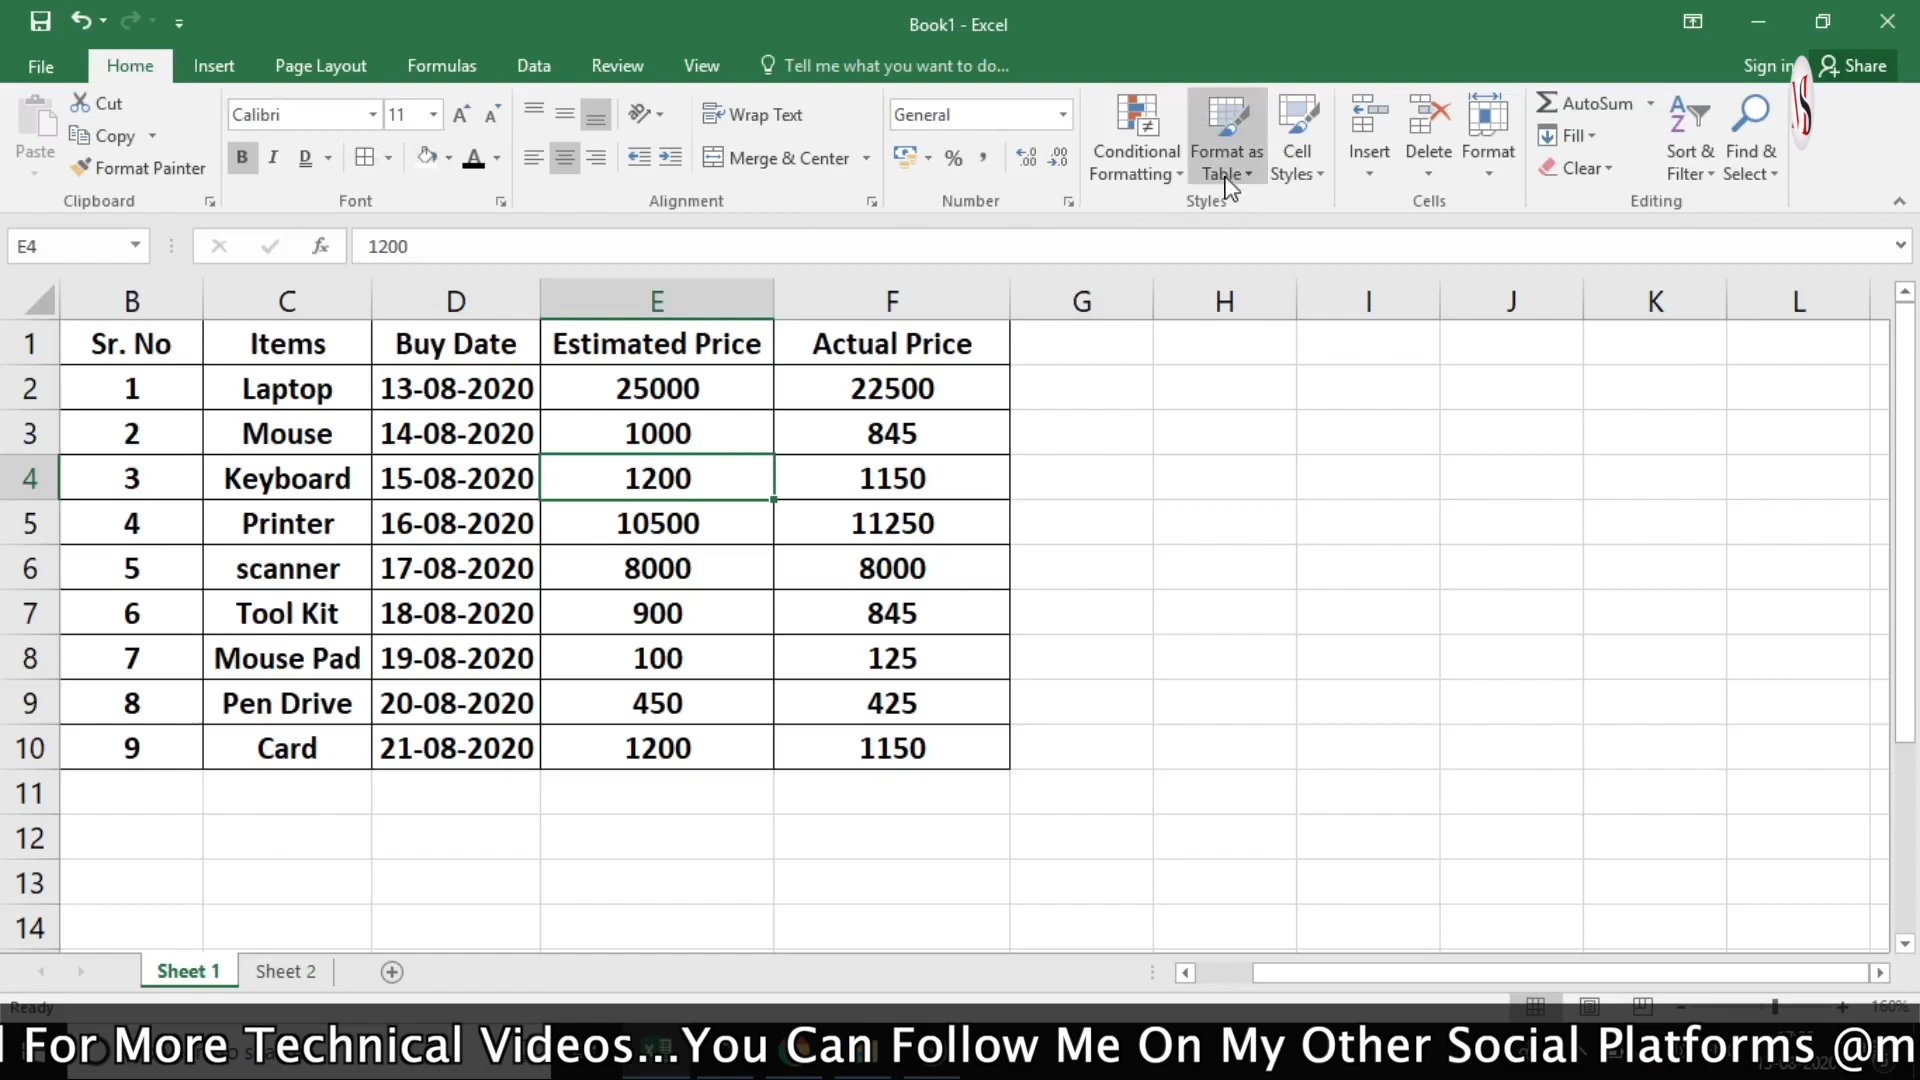 Book1 - Excel
File Home Insert Page Layout Formulas Data Review View Tell me what you want to do... Sign in Share
Paste Cut Copy Format Painter Clipboard
Calibri 11 B I D A Font
Wrap Text Merge & Center Alignment
General % , Number
Conditional Formatting Format as Table Cell Styles Styles
Insert Delete Format Cells
AutoSum Fill Clear Sort & Filter Find & Select Editing
E4 fx 1200
B C D E F G H I J K L
1 Sr. No Items Buy Date Estimated Price Actual Price
2 1 Laptop 13-08-2020 25000 22500
3 2 Mouse 14-08-2020 1000 845
4 3 Keyboard 15-08-2020 1200 1150
5 4 Printer 16-08-2020 10500 11250
6 5 scanner 17-08-2020 8000 8000
7 6 Tool Kit 18-08-2020 900 845
8 7 Mouse Pad 19-08-2020 100 125
9 8 Pen Drive 20-08-2020 450 425
10 9 Card 21-08-2020 1200 1150
11
12
13
14
Sheet 1 Sheet 2
Ready 160%
For More Technical Videos...You Can Follow Me On My Other Social Platforms @m